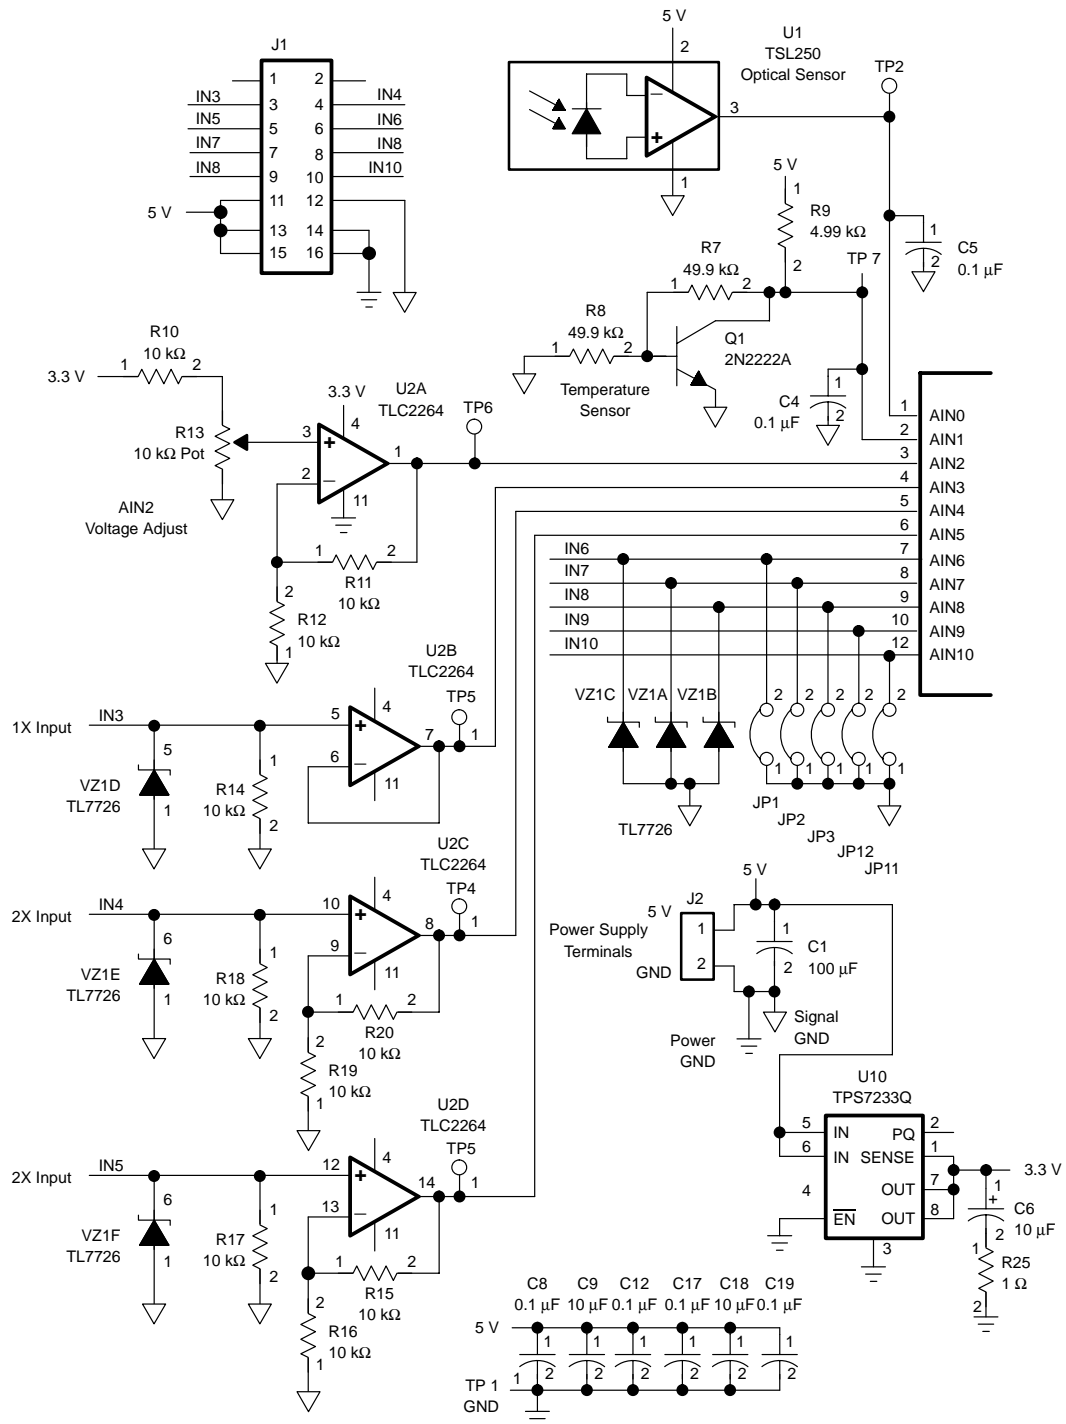 J1
1 2
IN3 3 4 IN4
IN5 5 6 IN6
IN7 7 8 IN8
IN8 9 10 IN10
11 12
5 V
13 14
15 16
5 V
2
U1
TSL250
Optical Sensor
TP2
−
+
3
1
5 V
1
R9
4.99 kΩ
2
R7
49.9 kΩ
1 2
TP 7
1
2
C5
0.1 µF
R8
49.9 kΩ
1 2
Q1
2N2222A
Temperature
Sensor
1
C4
0.1 µF
2
R10
10 kΩ
3.3 V 1 2
R13
10 kΩ Pot
AIN2
Voltage Adjust
3.3 V
4
U2A
TLC2264
TP6
3 +
2 −
1
11
1 2
R11
10 kΩ
2
R12
10 kΩ
1
1 AIN0
2 AIN1
3 AIN2
4 AIN3
5 AIN4
6 AIN5
IN6 7 AIN6
IN7 8 AIN7
IN8 9 AIN8
IN9 10 AIN9
IN10 12 AIN10
VZ1C VZ1A VZ1B
2 2 2 2 2
1 1 1 1 1
TL7726
JP1
JP2
JP3
JP12
JP11
U2B
TLC2264
TP5
1X Input IN3 5 + 4
7 1
6 −
11
5
VZ1D
TL7726
1
1
R14
10 kΩ
2
U2C
TLC2264
TP4
2X Input IN4 10 + 4
8 1
9 −
11
6
VZ1E
TL7726
1
1
R18
10 kΩ
2
1 2
R20
10 kΩ
2
R19
10 kΩ
1
U2D
TLC2264
TP5
2X Input IN5 12 + 4
14 1
13 −
11
6
VZ1F
TL7726
1
1
R17
10 kΩ
2
1 2
R15
10 kΩ
2
R16
10 kΩ
1
5 V
J2
5 V
1
2
Power Supply
Terminals
GND
1
C1
100 µF
2
Power
GND
Signal
GND
U10
TPS7233Q
5 IN PQ 2
6 IN SENSE 1
4 OUT 7
EN OUT 8
3
3.3 V
1
+
C6
10 µF
2
1
R25
1 Ω
2
C8 C9 C12 C17 C18 C19
0.1 µF 10 µF 0.1 µF 0.1 µF 10 µF 0.1 µF
5 V
1 1 1 1 1 1
2 2 2 2 2 2
TP 1 1
GND